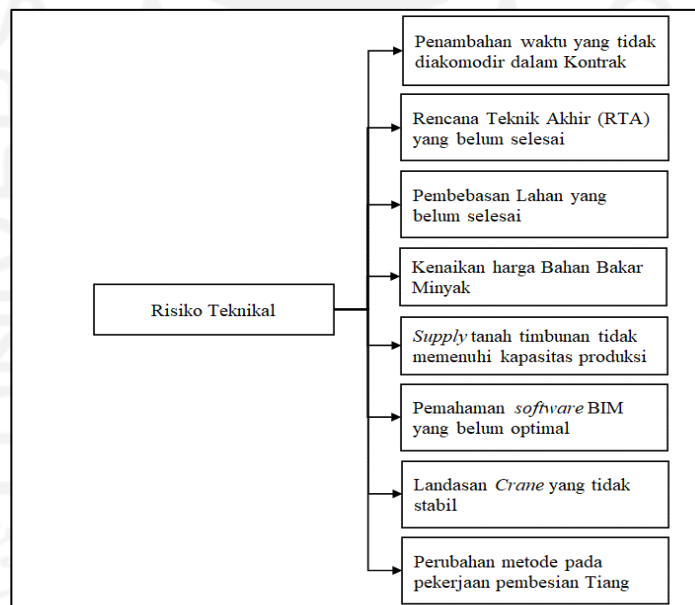 Penambahan waktu yang tidak
diakomodir dalam Kontrak
Rencana Teknik Akhir (RTA)
yang belum selesai
Pembebasan Lahan yang
belum selesai
Kenaikan harga Bahan Bakar
Minyak
Risiko Teknikal
Supply tanah timbunan tidak
memenuhi kapasitas produksi
Pemahaman software BIM
yang belum optimal
Landasan Crane yang tidak
stabil
Perubahan metode pada
pekerjaan pembesian Tiang